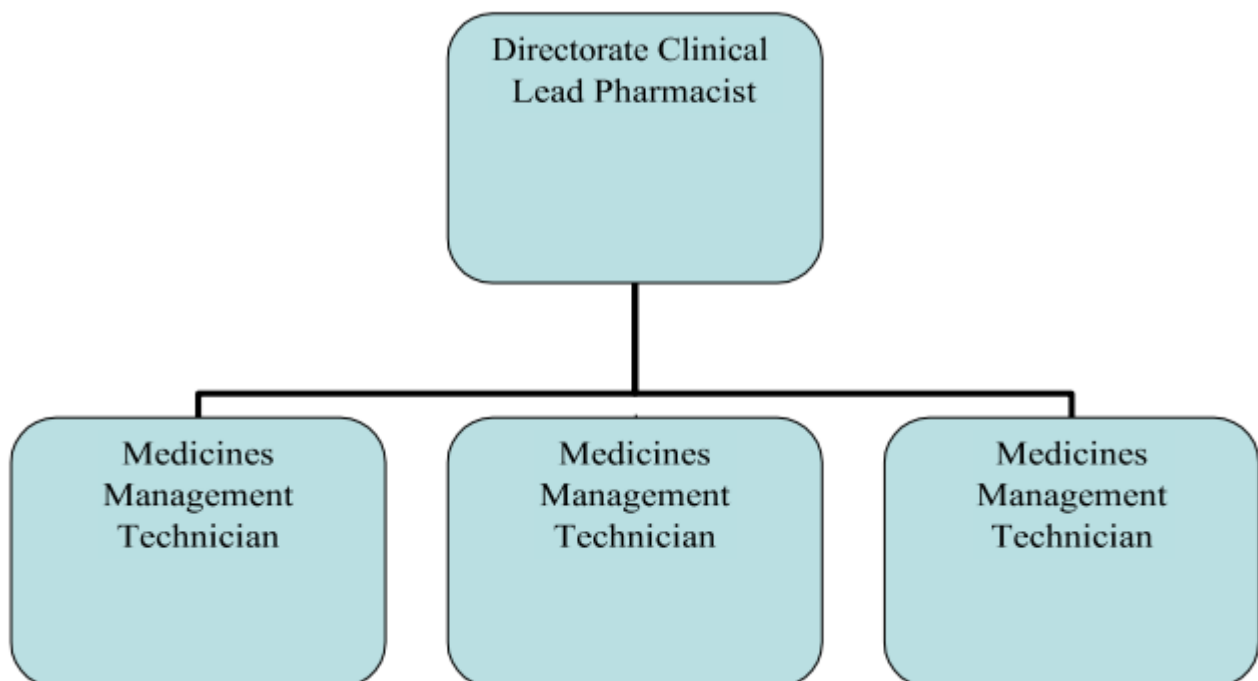 Directorate Clinical
Lead Pharmacist
Medicines
Management
Technician
Medicines
Management
Technician
Medicines
Management
Technician